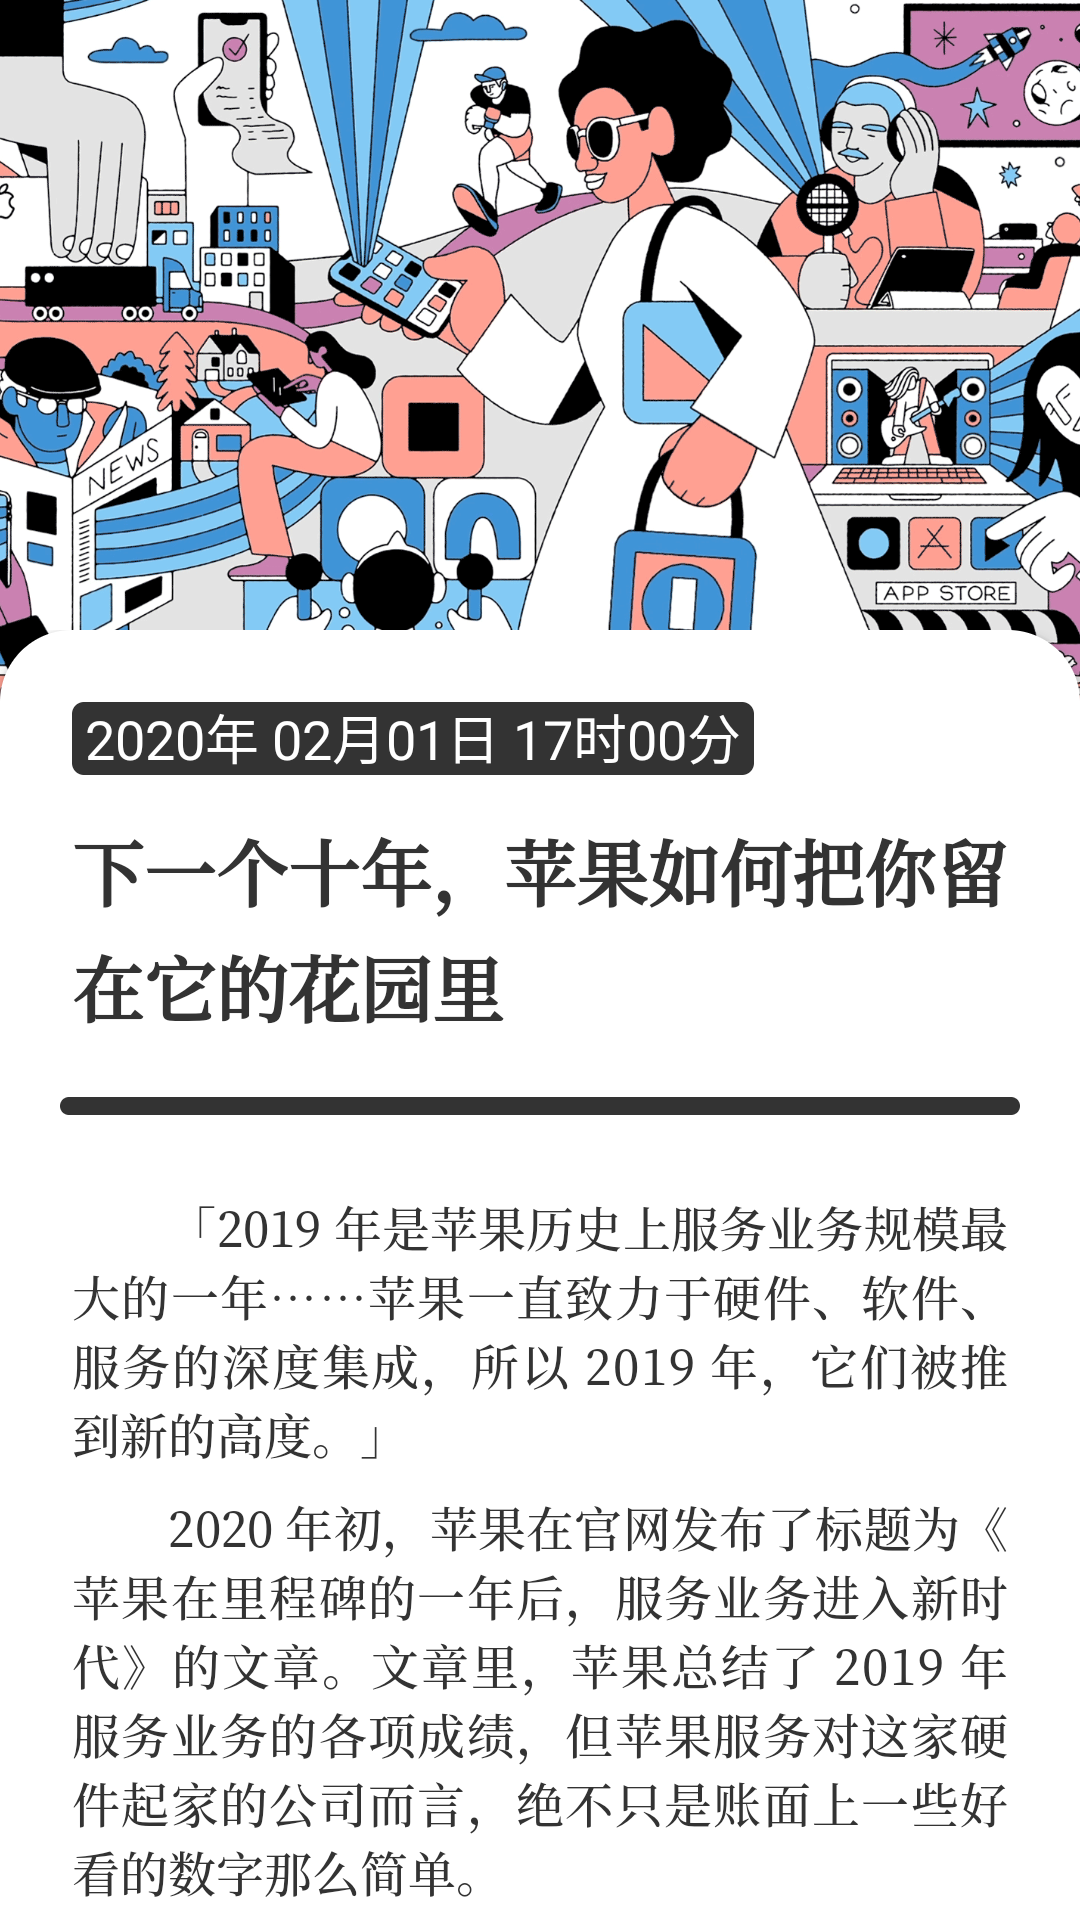 NEWS
APP STORE
2020年 02月01日 17时00分
下一个十年，苹果如何把你留
在它的花园里
「2019 年是苹果历史上服务业务规模最
大的一年……苹果一直致力于硬件、软件、
服务的深度集成，所以 2019 年，它们被推
到新的高度。」
2020 年初，苹果在官网发布了标题为《
苹果在里程碑的一年后，服务业务进入新时
代》的文章。文章里，苹果总结了 2019 年
服务业务的各项成绩，但苹果服务对这家硬
件起家的公司而言，绝不只是账面上一些好
看的数字那么简单。